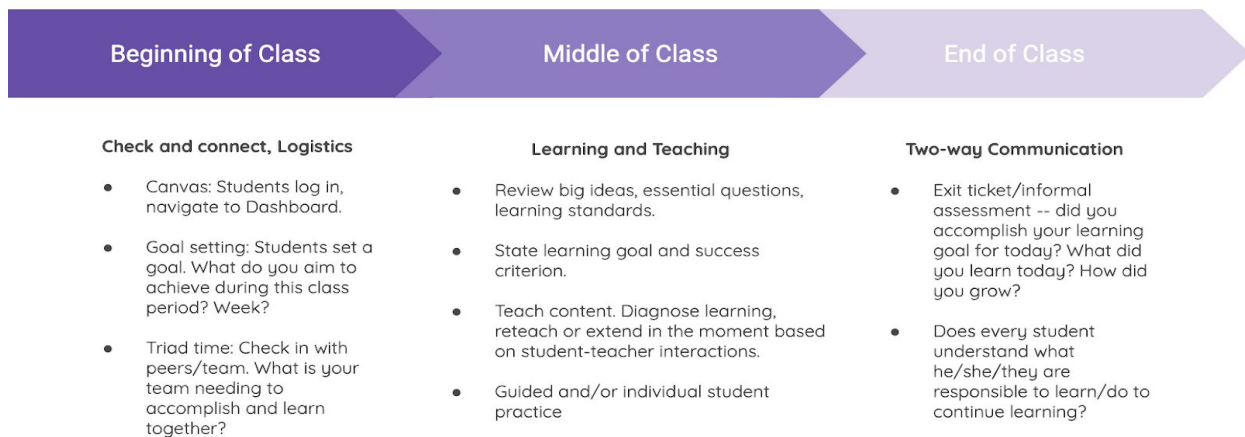 Beginning of Class
Middle of Class
End of Class
Check and connect, Logistics
● Canvas: Students log in,
navigate to Dashboard.
● Goal setting: Students set a
goal. What do you aim to
achieve during this class
period? Week?
● Triad time: Check in with
peers/team. What is your
team needing to
accomplish and learn
together?
Learning and Teaching
● Review big ideas, essential questions,
learning standards.
● State learning goal and success
criterion.
● Teach content. Diagnose learning,
reteach or extend in the moment based
on student-teacher interactions.
● Guided and/or individual student
practice
Two-way Communication
● Exit ticket/informal
assessment -- did you
accomplish your learning
goal for today? What did
you learn today? How did
you grow?
● Does every student
understand what
he/she/they are
responsible to learn/do to
continue learning?